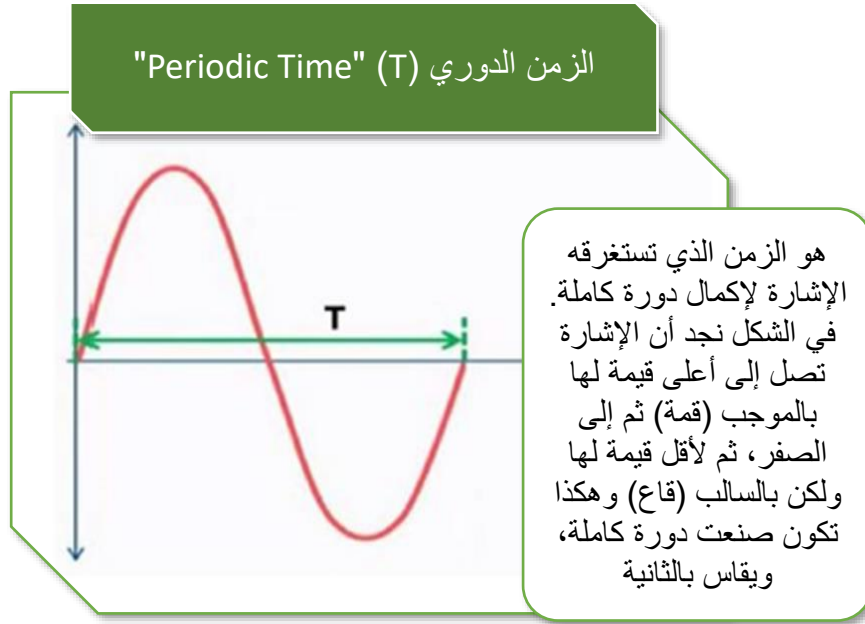 الزمن الدوري (T) "Periodic Time"
T
هو الزمن الذي تستغرقه
الإشارة لإكمال دورة كاملة.
في الشكل نجد أن الإشارة
تصل إلى أعلى قيمة لها
بالموجب (قمة) ثم إلى
الصفر، ثم لأقل قيمة لها
ولكن بالسالب (قاع) وهكذا
تكون صنعت دورة كاملة،
ويقاس بالثانية